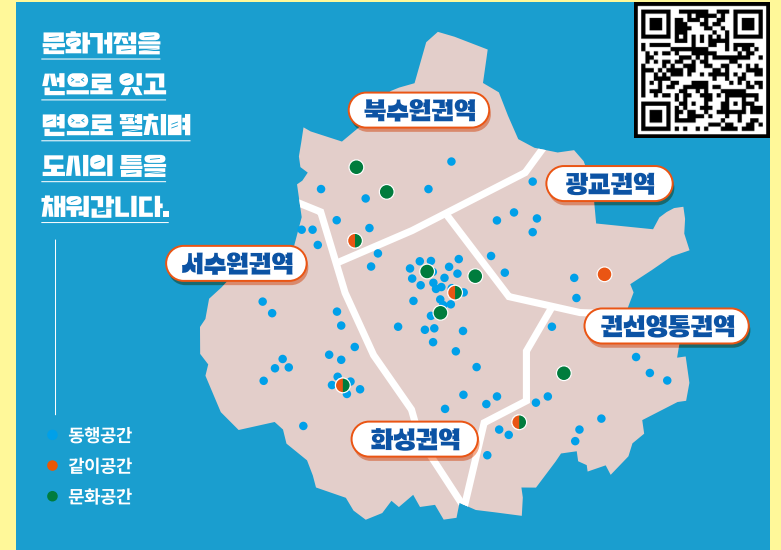 문화거점을
선으로 잇고
면으로 펼치며
도시의 틈을
채워갑니다.
북수원권역
광교권역
서수원권역
권선영통권역
화성권역
동행공간
같이공간
문화공간